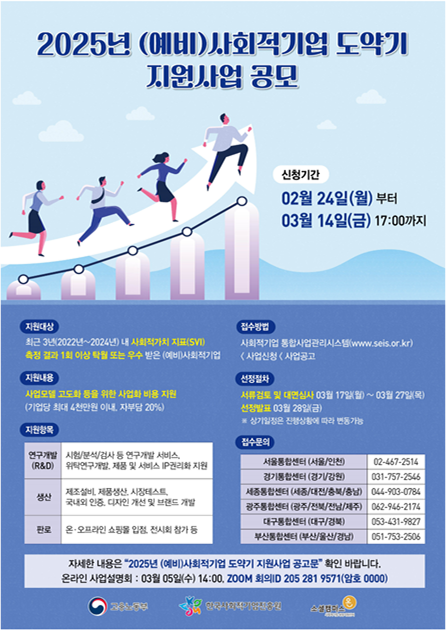 2025년 (예비)사회적기업 도약기
지원사업 공모
신청기간
02월 24일(월) 부터
03월 14일(금) 17:00까지
지원대상
최근 3년(2022년~2024년) 내 사회적가치 지표(SVI)
측정 결과 1회 이상 탁월 또는 우수 받은 (예비)사회적기업
지원내용
사업모델 고도화 등을 위한 사업화 비용 지원
(기업당 최대 4천만원 이내, 자부담 20%)
지원항목
연구개발
(R&D)
시험/분석/검사 등 연구개발 서비스,
위탁연구개발, 제품 및 서비스 IP권리화 지원
생산
제조설비, 제품생산, 시장테스트,
국내외 인증, 디자인 개선 및 브랜드 개발
판로
온·오프라인 쇼핑몰 입점, 전시회 참가 등
접수방법
사회적기업 통합사업관리시스템(www.seis.or.kr)
< 사업신청 < 사업공고
선정절차
서류검토 및 대면심사 03월 17일(월) ~ 03월 27일(목)
선정발표 03월 28일(금)
※ 상기일정은 진행상황에 따라 변동가능
접수문의
서울통합센터 (서울/인천) 02-467-2514
경기통합센터 (경기/강원) 031-757-2546
세종통합센터 (세종/대전/충북/충남) 044-903-0784
광주통합센터 (광주/전북/전남/제주) 062-946-2174
대구통합센터 (대구/경북) 053-431-9827
부산통합센터 (부산/울산/경남) 051-753-2506
자세한 내용은 "2025년 (예비)사회적기업 도약기 지원사업 공고문" 확인 바랍니다.
온라인 사업설명회 : 03월 05일(수) 14:00, ZOOM 회의ID 205 281 9571(암호 0000)
고용노동부
한국사회적기업진흥원
소셜캠퍼스